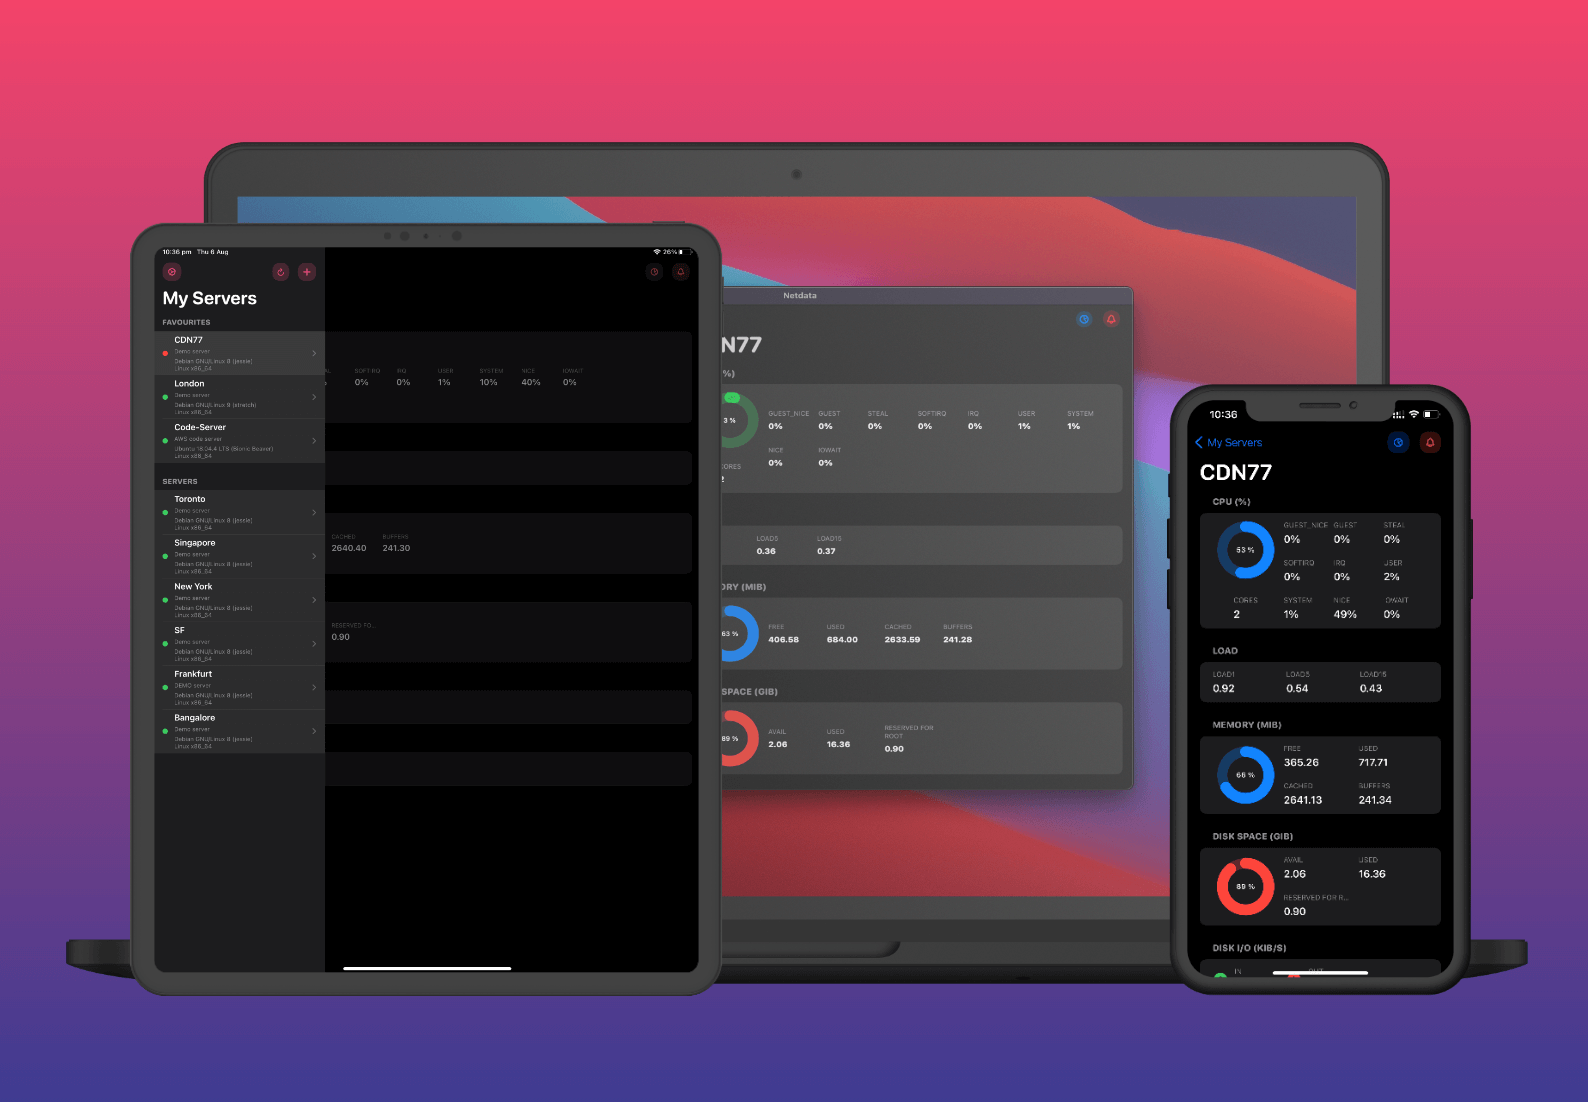 10:36 pm Thu 6 Aug
26%
My Servers
FAVOURITES
CDN77
Demo server
Debian GNU/Linux 8 (jessie)
Linux x86_64
London
Demo server
Debian GNU/Linux 9 (stretch)
Linux x86_64
Code-Server
AWS code server
Ubuntu 18.04.4 LTS (Bionic Beaver)
Linux x86_64
SERVERS
Toronto
Demo server
Debian GNU/Linux 8 (jessie)
Linux x86_64
Singapore
Demo server
Debian GNU/Linux 8 (jessie)
Linux x86_64
New York
Demo server
Debian GNU/Linux 8 (jessie)
Linux x86_64
SF
Demo server
Debian GNU/Linux 8 (jessie)
Linux x86_64
Frankfurt
DEMO server
Debian GNU/Linux 8 (jessie)
Linux x86_64
Bangalore
Demo server
Debian GNU/Linux 8 (jessie)
Linux x86_64
SOFTIRQ IRQ USER SYSTEM NICE IOWAIT
0% 0% 1% 10% 40% 0%
CACHED BUFFERS
2640.40 241.30
RESERVED FO...
0.90
Netdata
N77
%)
3 %
GUEST_NICE GUEST STEAL SOFTIRQ IRQ USER SYSTEM
0% 0% 0% 0% 0% 1% 1%
NICE IOWAIT
0% 0%
ORES
2
LOAD5 LOAD15
0.36 0.37
ORY (MIB)
63 %
FREE USED CACHED BUFFERS
406.58 684.00 2633.59 241.28
SPACE (GIB)
89 %
AVAIL USED RESERVED FOR ROOT
2.06 16.36 0.90
10:36
My Servers
CDN77
CPU (%)
53 %
GUEST_NICE GUEST STEAL
0% 0% 0%
SOFTIRQ IRQ USER
0% 0% 2%
CORES SYSTEM NICE IOWAIT
2 1% 49% 0%
LOAD
LOAD1 LOAD5 LOAD15
0.92 0.54 0.43
MEMORY (MIB)
66 %
FREE USED
365.26 717.71
CACHED BUFFERS
2641.13 241.34
DISK SPACE (GIB)
89 %
AVAIL USED
2.06 16.36
RESERVED FOR R...
0.90
DISK I/O (KIB/S)
IN OUT